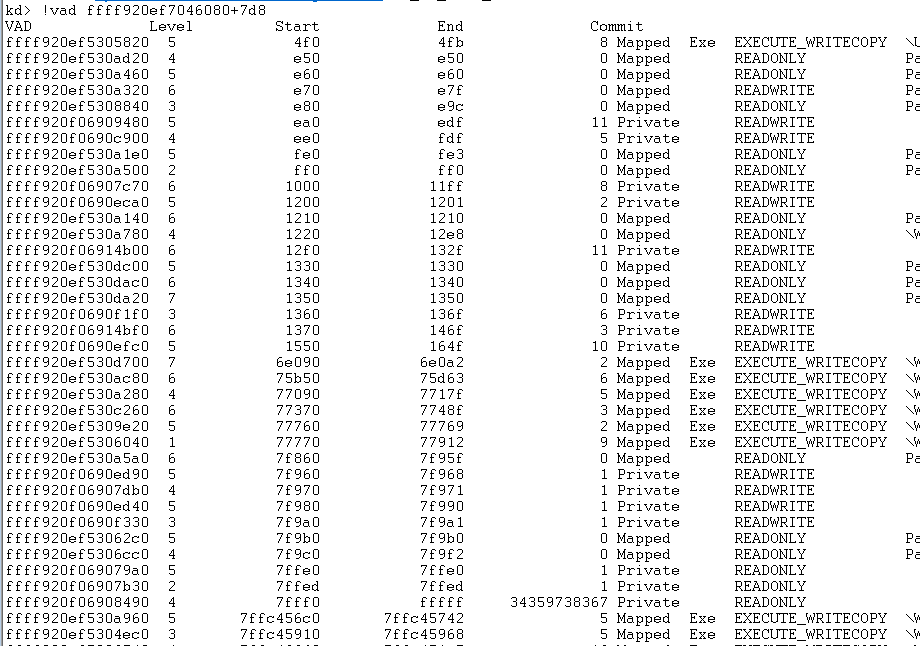 kd> !vad ffff920ef7046080+7d8
VAD Level Start End Commit
ffff920ef5305820 5 4f0 4fb 8 Mapped Exe EXECUTE_WRITECOPY \U
ffff920ef530ad20 4 e50 e50 0 Mapped READONLY Pa
ffff920ef530a460 5 e60 e60 0 Mapped READONLY Pa
ffff920ef530a320 6 e70 e7f 0 Mapped READWRITE Pa
ffff920ef5308840 3 e80 e9c 0 Mapped READONLY Pa
ffff920f06909480 5 ea0 edf 11 Private READWRITE
ffff920f0690c900 4 ee0 fdf 5 Private READWRITE
ffff920ef530a1e0 5 fe0 fe3 0 Mapped READONLY Pa
ffff920ef530a500 2 ff0 ff0 0 Mapped READONLY Pa
ffff920f06907c70 6 1000 11ff 8 Private READWRITE
ffff920f0690eca0 5 1200 1201 2 Private READWRITE
ffff920ef530a140 6 1210 1210 0 Mapped READONLY Pa
ffff920ef530a780 4 1220 12e8 0 Mapped READONLY \W
ffff920f06914b00 6 12f0 132f 11 Private READWRITE
ffff920ef530dc00 5 1330 1330 0 Mapped READONLY Pa
ffff920ef530dac0 6 1340 1340 0 Mapped READONLY Pa
ffff920ef530da20 7 1350 1350 0 Mapped READONLY Pa
ffff920f0690f1f0 3 1360 136f 6 Private READWRITE
ffff920f06914bf0 6 1370 146f 3 Private READWRITE
ffff920f0690efc0 5 1550 164f 10 Private READWRITE
ffff920ef530d700 7 6e090 6e0a2 2 Mapped Exe EXECUTE_WRITECOPY \W
ffff920ef530ac80 6 75b50 75d63 6 Mapped Exe EXECUTE_WRITECOPY \W
ffff920ef530a280 4 77090 7717f 5 Mapped Exe EXECUTE_WRITECOPY \W
ffff920ef530c260 6 77370 7748f 3 Mapped Exe EXECUTE_WRITECOPY \W
ffff920ef5309e20 5 77760 77769 2 Mapped Exe EXECUTE_WRITECOPY \W
ffff920ef5306040 1 77770 77912 9 Mapped Exe EXECUTE_WRITECOPY \W
ffff920ef530a5a0 6 7f860 7f95f 0 Mapped READONLY Pa
ffff920f0690ed90 5 7f960 7f968 1 Private READWRITE
ffff920f06907db0 4 7f970 7f971 1 Private READWRITE
ffff920f0690ed40 5 7f980 7f990 1 Private READWRITE
ffff920f0690f330 3 7f9a0 7f9a1 1 Private READWRITE
ffff920ef53062c0 5 7f9b0 7f9b0 0 Mapped READONLY Pa
ffff920ef5306cc0 4 7f9c0 7f9f2 0 Mapped READONLY Pa
ffff920f069079a0 5 7ffe0 7ffe0 1 Private READONLY
ffff920f06907b30 2 7ffed 7ffed 1 Private READONLY
ffff920f06908490 4 7fff0 fffff 34359738367 Private READONLY
ffff920ef530a960 5 7ffc456c0 7ffc45742 5 Mapped Exe EXECUTE_WRITECOPY \W
ffff920ef5304ec0 3 7ffc45910 7ffc45968 5 Mapped Exe EXECUTE_WRITECOPY \W